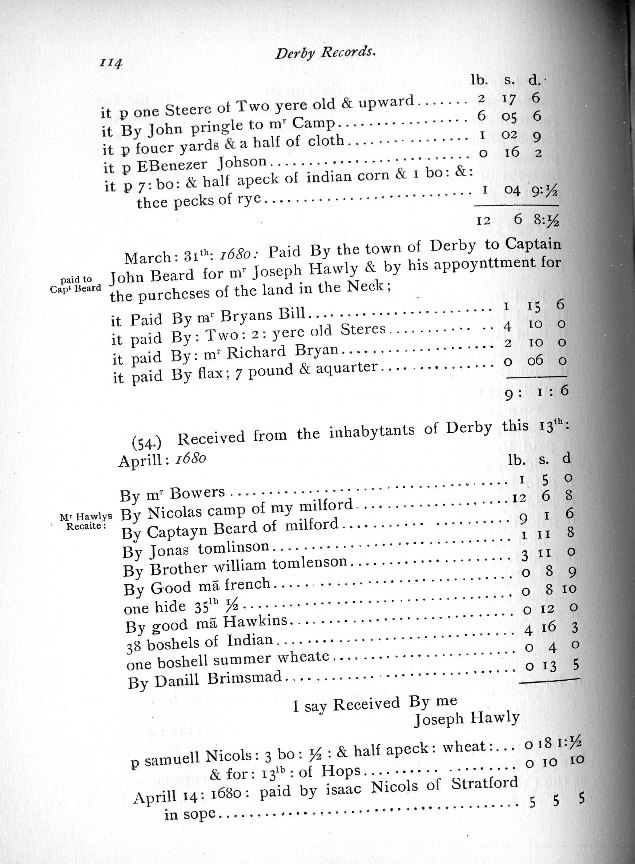 114
Derby Records.
lb. s. d.
it p one Steere of Two yere old & upward....... 2 17 6
it By John pringle to mr Camp................. 6 05 6
it p fouer yards & a half of cloth................ 1 02 9
it p EBenezer Johson.......................... 0 16 2
it p 7: bo: & half apeck of indian corn & 1 bo: &:
thee pecks of rye........................... 1 04 9:½
12 6 8:½
March: 31th: 1680: Paid By the town of Derby to Captain
paid to Capt Beard
John Beard for mr Joseph Hawly & by his appoynttment for
the purcheses of the land in the Neck;
it Paid By mr Bryans Bill........................ 1 15 6
it paid By: Two: 2: yere old Steres............. 4 10 0
it paid By: mr Richard Bryan.................... 2 10 0
it paid By flax; 7 pound & aquarter............... 0 06 0
9: 1: 6
(54.) Received from the inhabytants of Derby this 13th:
Aprill: 1680
lb. s. d
By mr Bowers................................... 1 5 0
Mr Hawlys Recaite:
By Nicolas camp of my milford.................... 12 6 8
By Captayn Beard of milford...................... 9 1 6
By Jonas tomlinson............................... 1 11 8
By Brother william tomlenson..................... 3 11 0
By Good mā french............................... 0 8 9
one hide 35lb ½................................... 0 8 10
By good mā Hawkins.............................. 0 12 0
38 boshels of Indian.............................. 4 16 3
one boshell summer wheate........................ 0 4 0
By Danill Brimsmad............................... 0 13 5
I say Received By me
Joseph Hawly
p samuell Nicols: 3 bo: ½ : & half apeck: wheat:... 0 18 1:½
& for: 13lb : of Hops.................... 0 10 10
Aprill 14: 1680: paid by isaac Nicols of Stratford
in sope....................................... 5 5 5